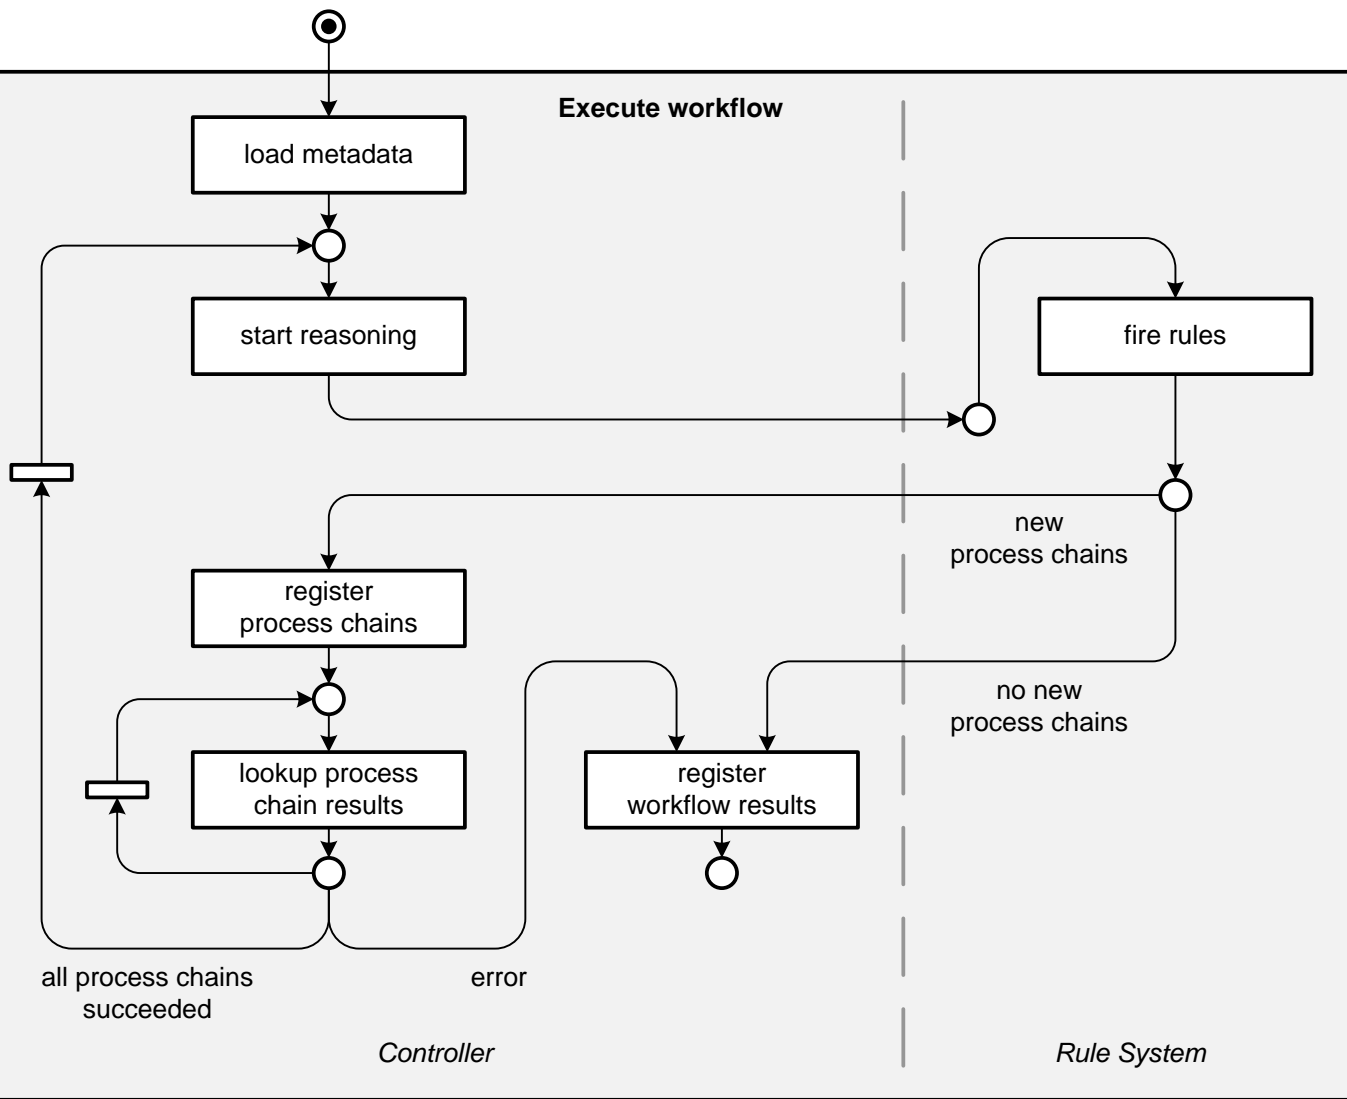 Execute workflow
load metadata
start reasoning
fire rules
new
process chains
register
process chains
no new
process chains
lookup process
chain results
register
workflow results
all process chains
succeeded
error
Controller
Rule System